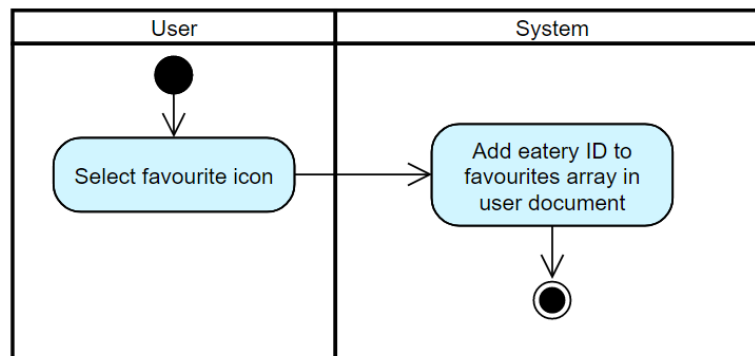 User
System
Select favourite icon
Add eatery ID to
favourites array in
user document